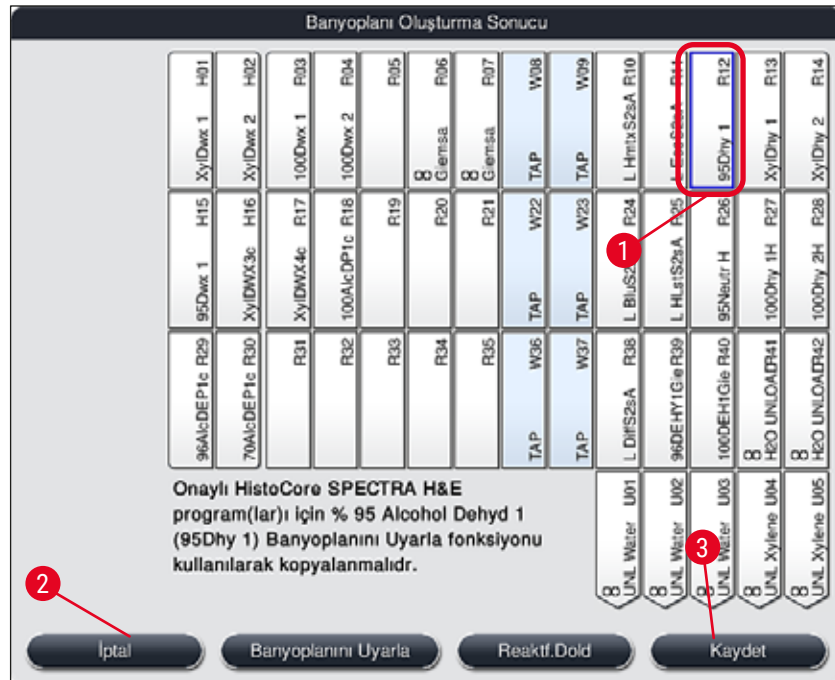 Banyoplanı Oluşturma Sonucu
XylDwx 1 H01
XylDwx 2 H02
100Dwx 1 R03
100Dwx 2 R04
R05
∞
Giemsa R06
∞
Giemsa R07
TAP W08
TAP W09
L HmtxS2sA R10
L EosS2sA R11
95Dhy 1 R12
XylDhy 1 R13
XylDhy 2 R14
1
95Dwx 1 H15
XylDWX3c H16
XylDWX4c R17
100AlcDP1c R18
R19
R20
R21
TAP W22
TAP W23
L BluS2 R24
L HLstS2sA R25
95Neutr H R26
100Dhy 1H R27
100Dhy 2H R28
96AlcDEP1c R29
70AlcDEP1c R30
R31
R32
R33
R34
R35
TAP W36
TAP W37
L DiffS2sA R38
96DEHY1Gie R39
100DEH1Gie R40
∞
H2O UNLOADR41
∞
H2O UNLOADR42
∞
UNL Water U01
∞
UNL Water U02
∞
UNL Water U03
∞
UNL Xylene U04
∞
UNL Xylene U05
Onaylı HistoCore SPECTRA H&E
program(lar)ı için % 95 Alcohol Dehyd 1
(95Dhy 1) Banyoplanını Uyarla fonksiyonu
kullanılarak kopyalanmalıdr.
2
3
İptal
Banyoplanını Uyarla
Reaktf.Dold
Kaydet